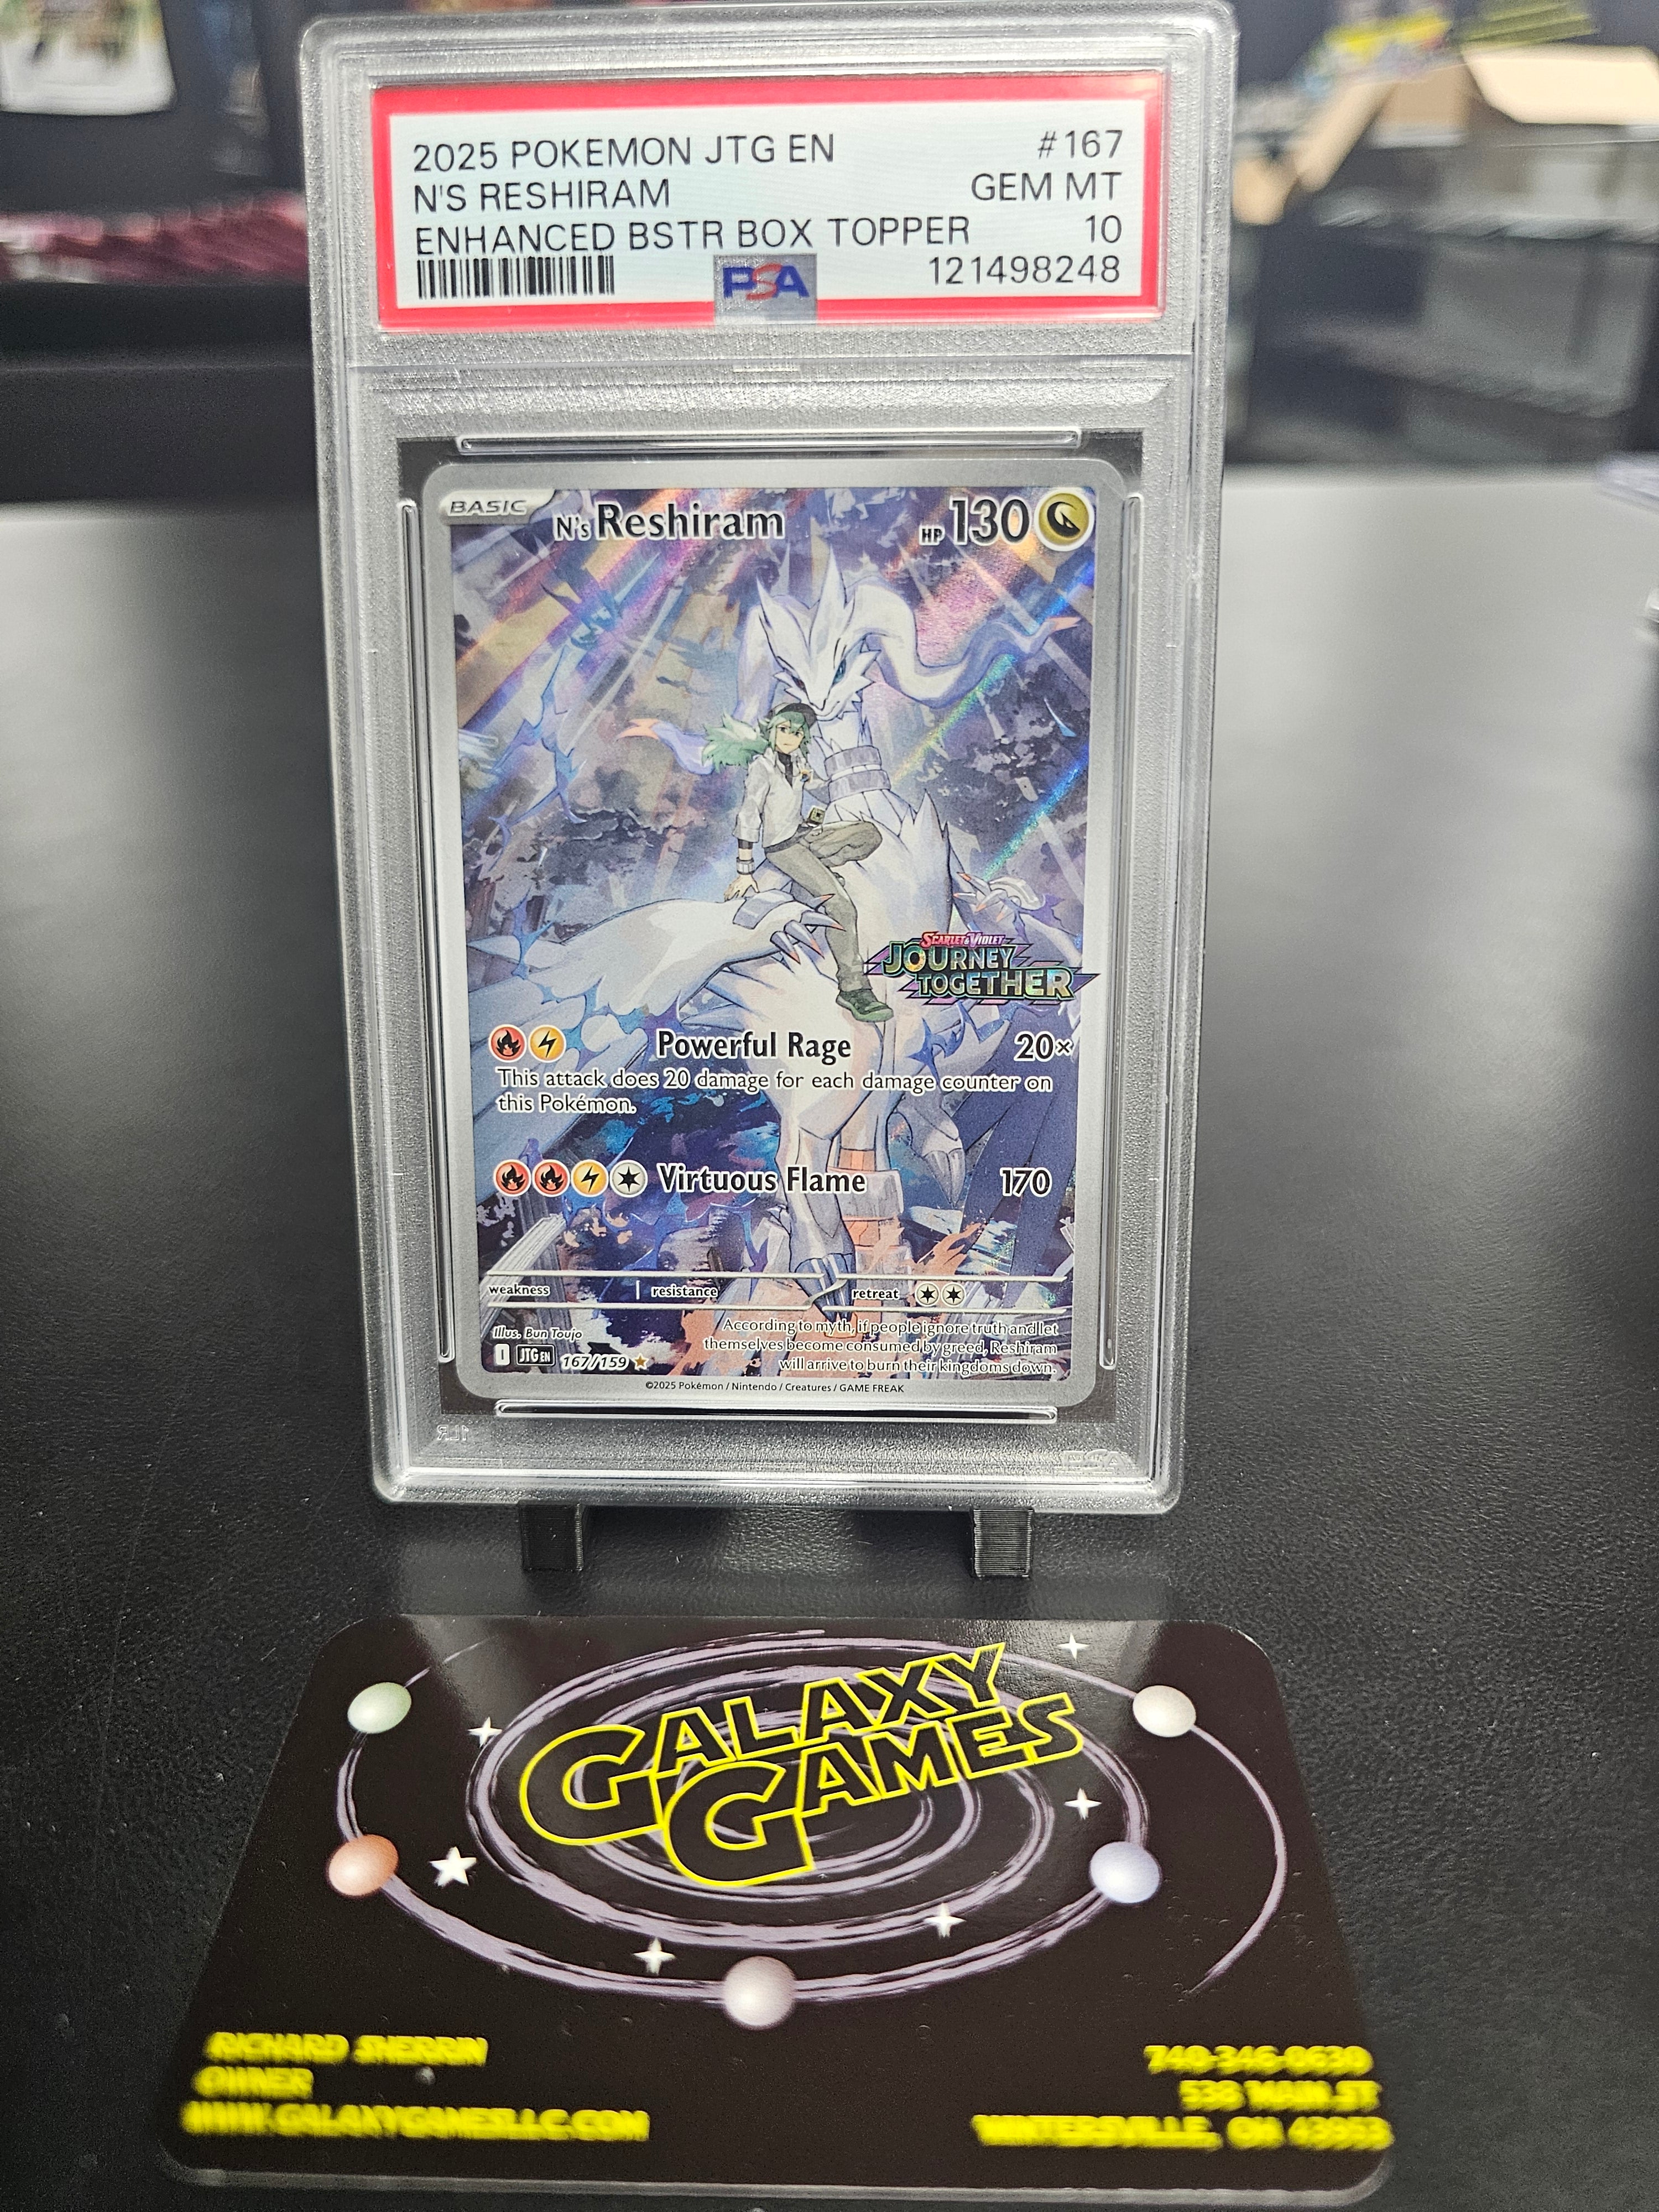 2025 POKEMON JTG EN #167
N'S RESHIRAM GEM MT
ENHANCED BSTR BOX TOPPER 10
PSA 121498248
BASIC N's Reshiram HP 130
SCARLET & VIOLET
JOURNEY
TOGETHER
Powerful Rage 20×
This attack does 20 damage for each damage counter on
this Pokémon.
Virtuous Flame 170
weakness resistance retreat
Illus. Bun Toujo
According to myth, if people ignore truth and let
themselves become consumed by greed, Reshiram
will arrive to burn their kingdoms down.
I JTG EN 167/159
©2025 Pokémon / Nintendo / Creatures / GAME FREAK
PSA
GALAXY
GAMES
RICHARD SHERRIN
OWNER
WWW.GALAXYGAMESLLC.COM
740-346-0630
538 MAIN ST
WINTERSVILLE, OH 43953